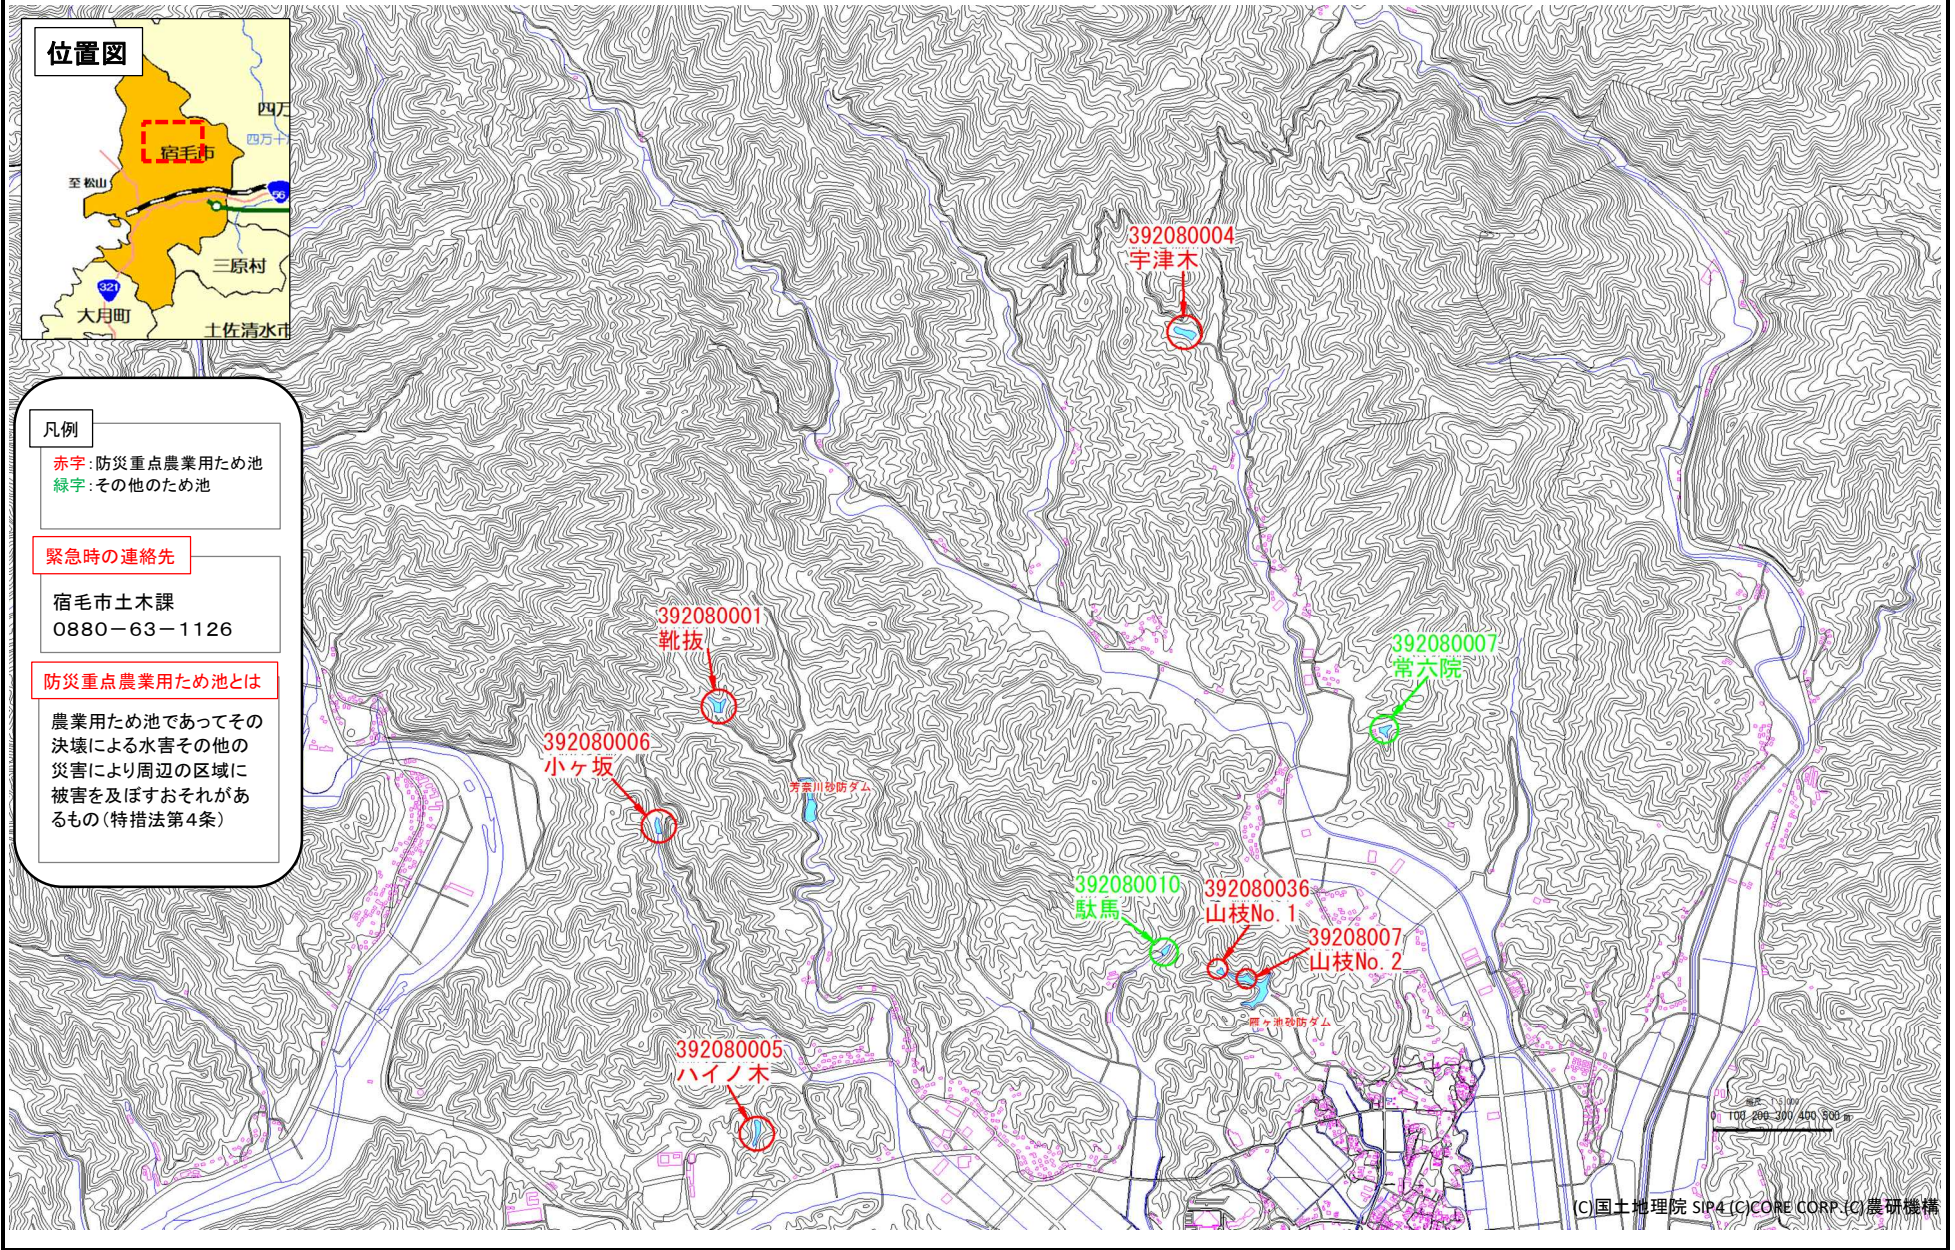 位置図
四万
四万十
宿毛市
至 松山
56
三原村
321
大月町
土佐清水市
凡例
赤字:防災重点農業用ため池
緑字:その他のため池
緊急時の連絡先
宿毛市土木課
0880-63-1126
防災重点農業用ため池とは
農業用ため池であってその
決壊による水害その他の
災害により周辺の区域に
被害を及ぼすおそれがあ
るもの(特措法第4条)
392080004
宇津木
392080001
靴抜
392080007
常六院
392080006
小ヶ坂
芳奈川砂防ダム
392080010
駄馬
392080036
山枝No.1
39208007
山枝No.2
雁ヶ池砂防ダム
392080005
ハイノ木
0 100 200 300 400 500 m
(C)国土地理院 SIP4 (C)CORE CORP.(C)農研機構